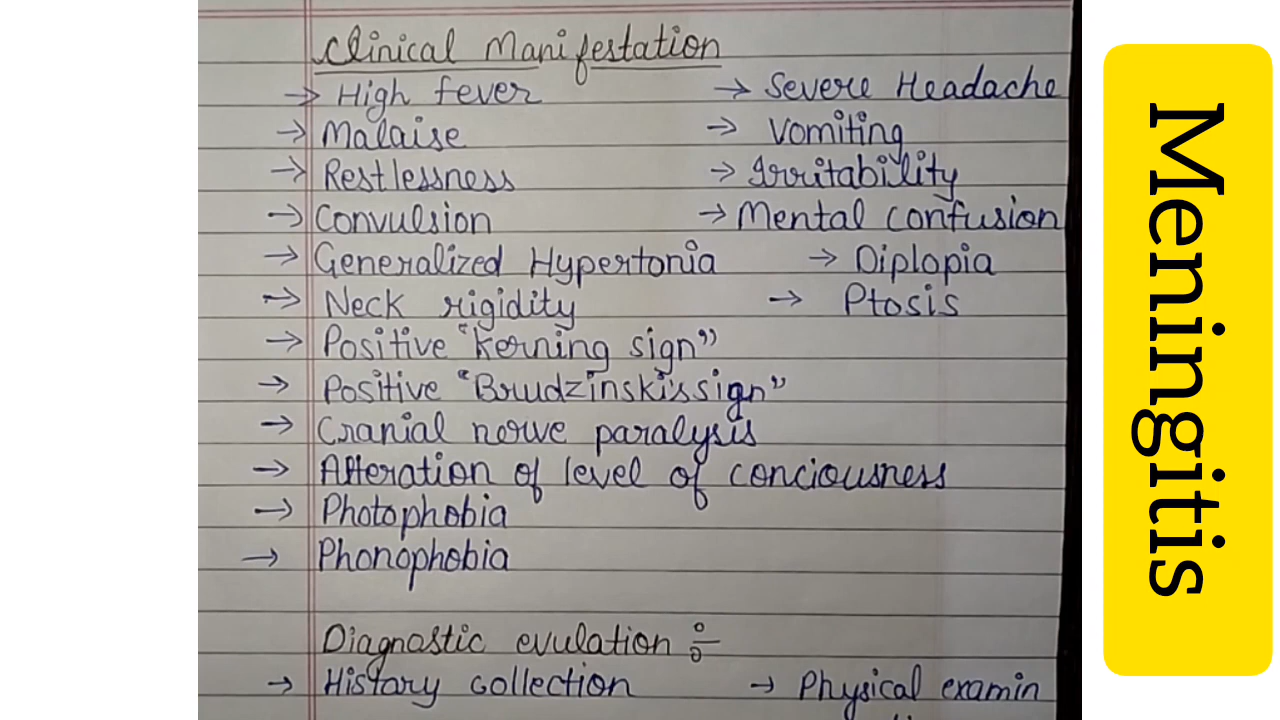 Clinical Manifestation
→ High fever → Severe Headache
→ Malaise → Vomiting
→ Restlessness → Irritability
→ Convulsion → Mental confusion
→ Generalized Hypertonia → Diplopia
→ Neck rigidity → Ptosis
→ Positive "Kerning sign"
→ Positive "Brudzinski's sign"
→ Cranial nerve paralysis
→ Alteration of level of conciousness
→ Photophobia
→ Phonophobia
Diagnostic evulation ÷
→ History collection → Physical examin
Meningitis